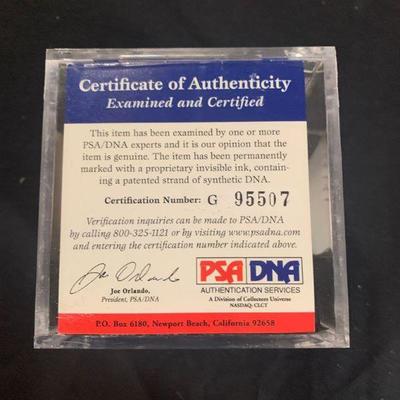 Certificate of Authenticity
Examined and Certified
This item has been examined by one or more
PSA/DNA experts and it is our opinion that the
item is genuine. The item has been permanently
marked with a proprietary invisible ink, contain-
ing a patented strand of synthetic DNA.
Certification Number: G 95507
Verification inquiries can be made to PSA/DNA
by calling 800-325-1121 or by visiting www.psadna.com
and entering the certification number indicated above.
Joe Orlando
Joe Orlando,
President, PSA/DNA
PSA DNA
AUTHENTICATION SERVICES
A Division of Collectors Universe
NASDAQ: CLCT
P.O. Box 6180, Newport Beach, California 92658